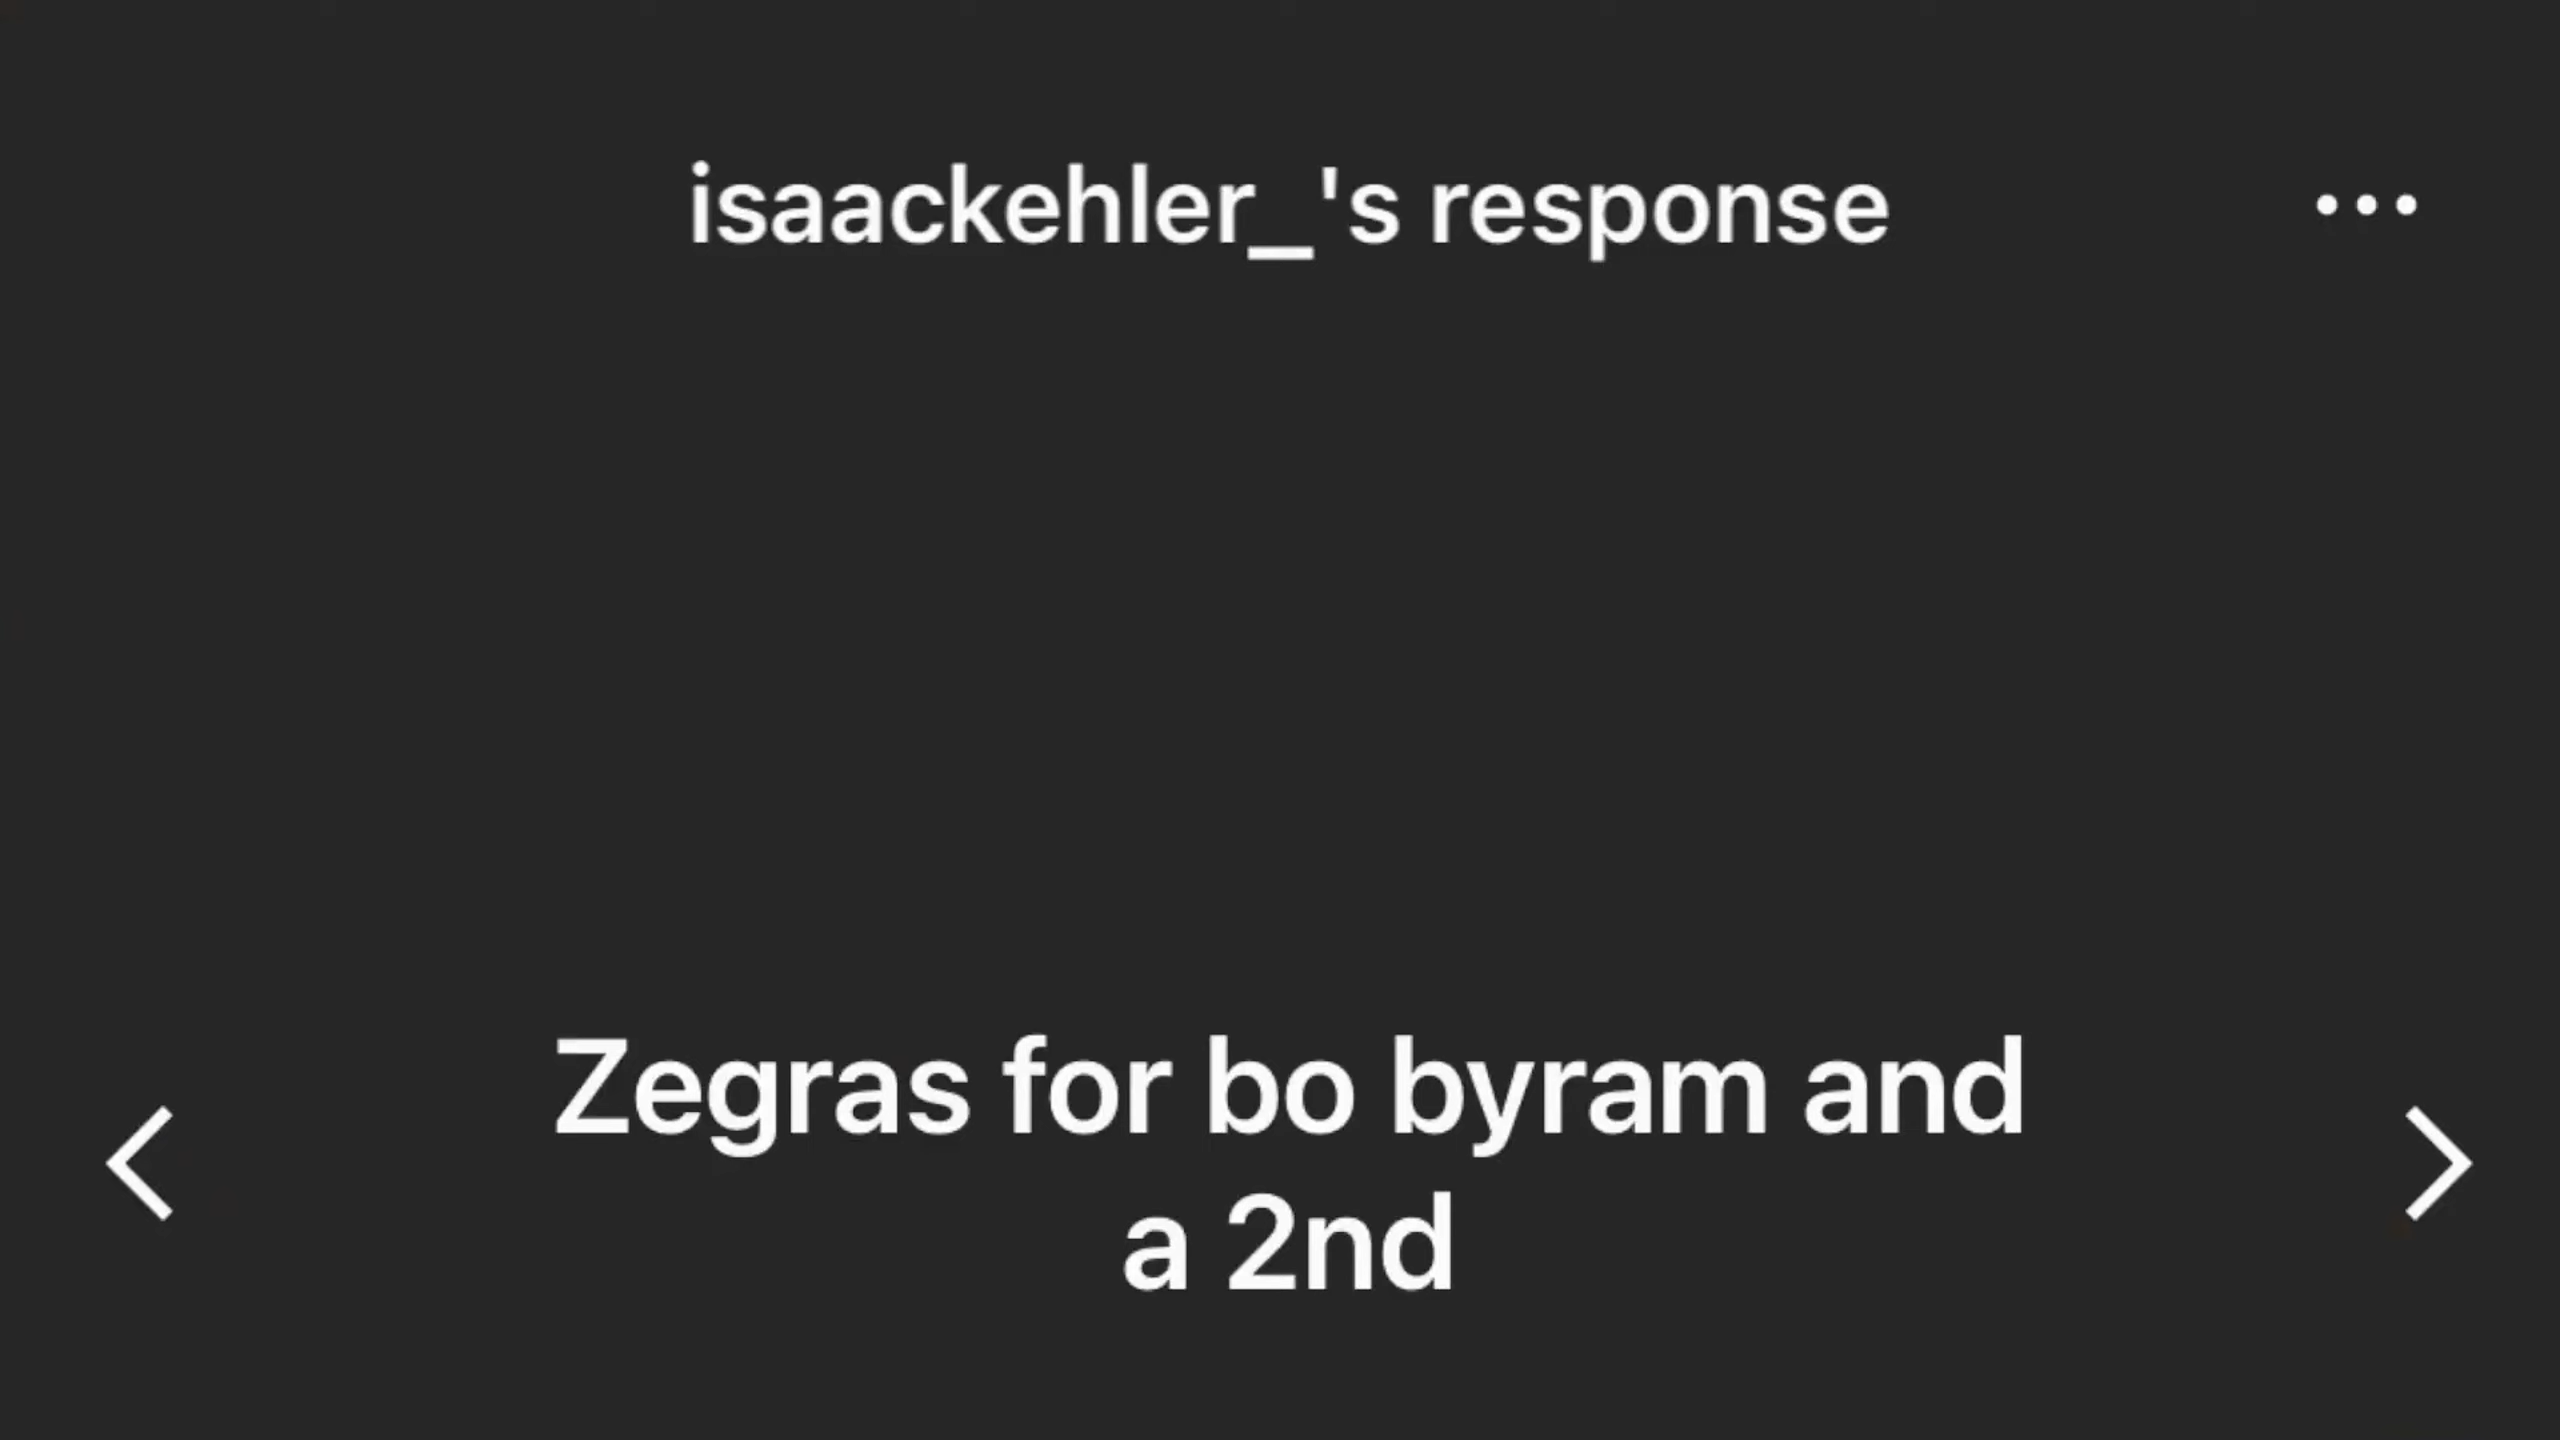 isaackehler_'s response
Zegras for bo byram and
a 2nd